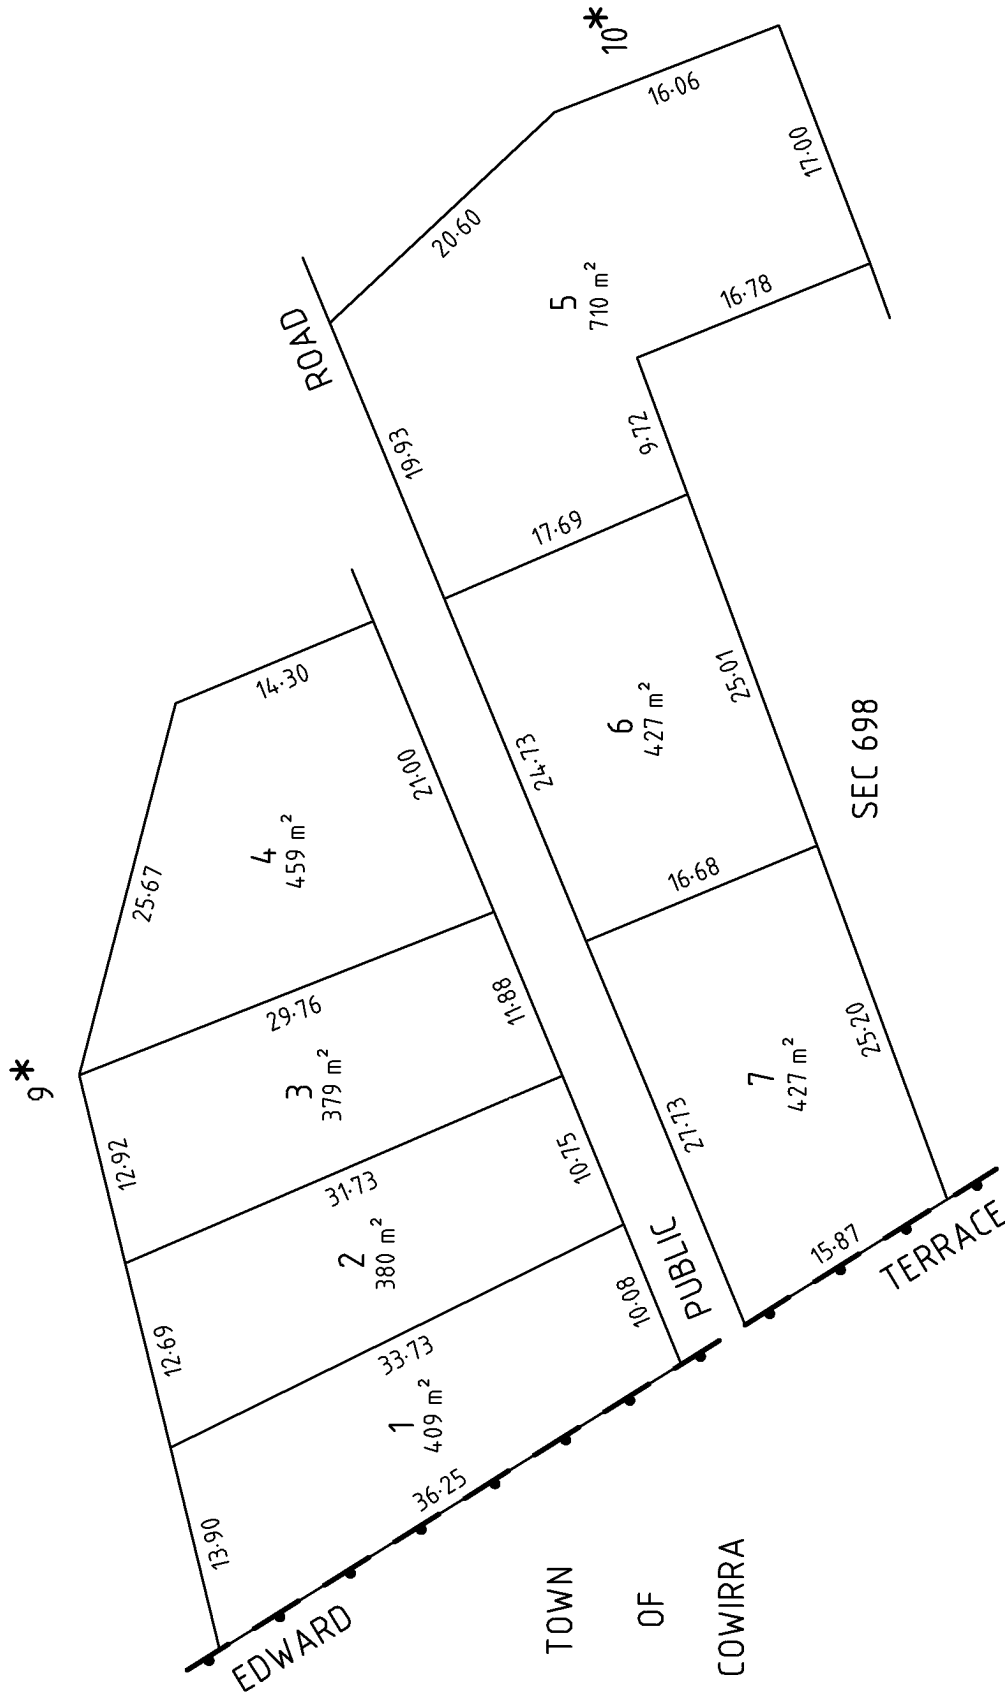 9*
25·67
14·30
12·92
12·69
13·90
4
459 m²
29·76
3
379 m²
31·73
2
380 m²
33·73
1
409 m²
36·25
21·00
11·88
10·75
10·08
PUBLIC ROAD
10*
20·60
16·06
17·00
16·78
5
710 m²
19·93
9·72
17·69
6
427 m²
24·73
25·01
16·68
7
427 m²
27·73
25·20
15·87
EDWARD TERRACE
SEC 698
TOWN
OF
COWIRRA